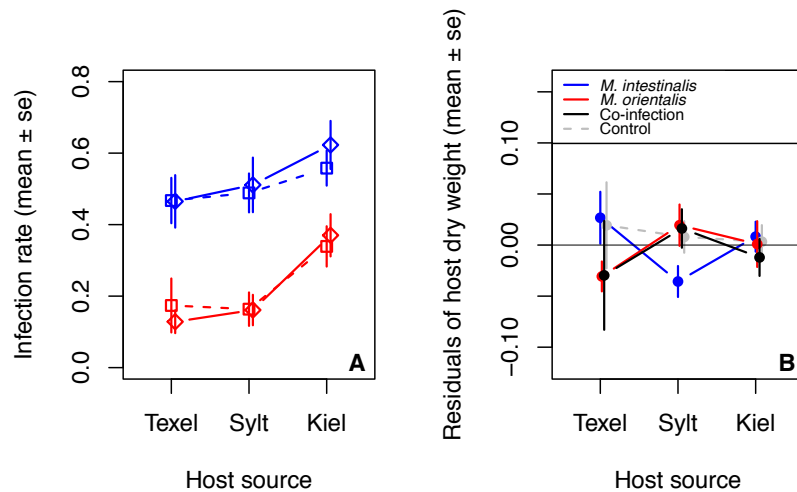 Infection rate (mean ± se)
0.8
0.6
0.4
0.2
0.0
A
Texel Sylt Kiel
Host source
Residuals of host dry weight (mean ± se)
M. intestinalis
M. orientalis
Co-infection
Control
0.10
0.00
−0.10
B
Texel Sylt Kiel
Host source